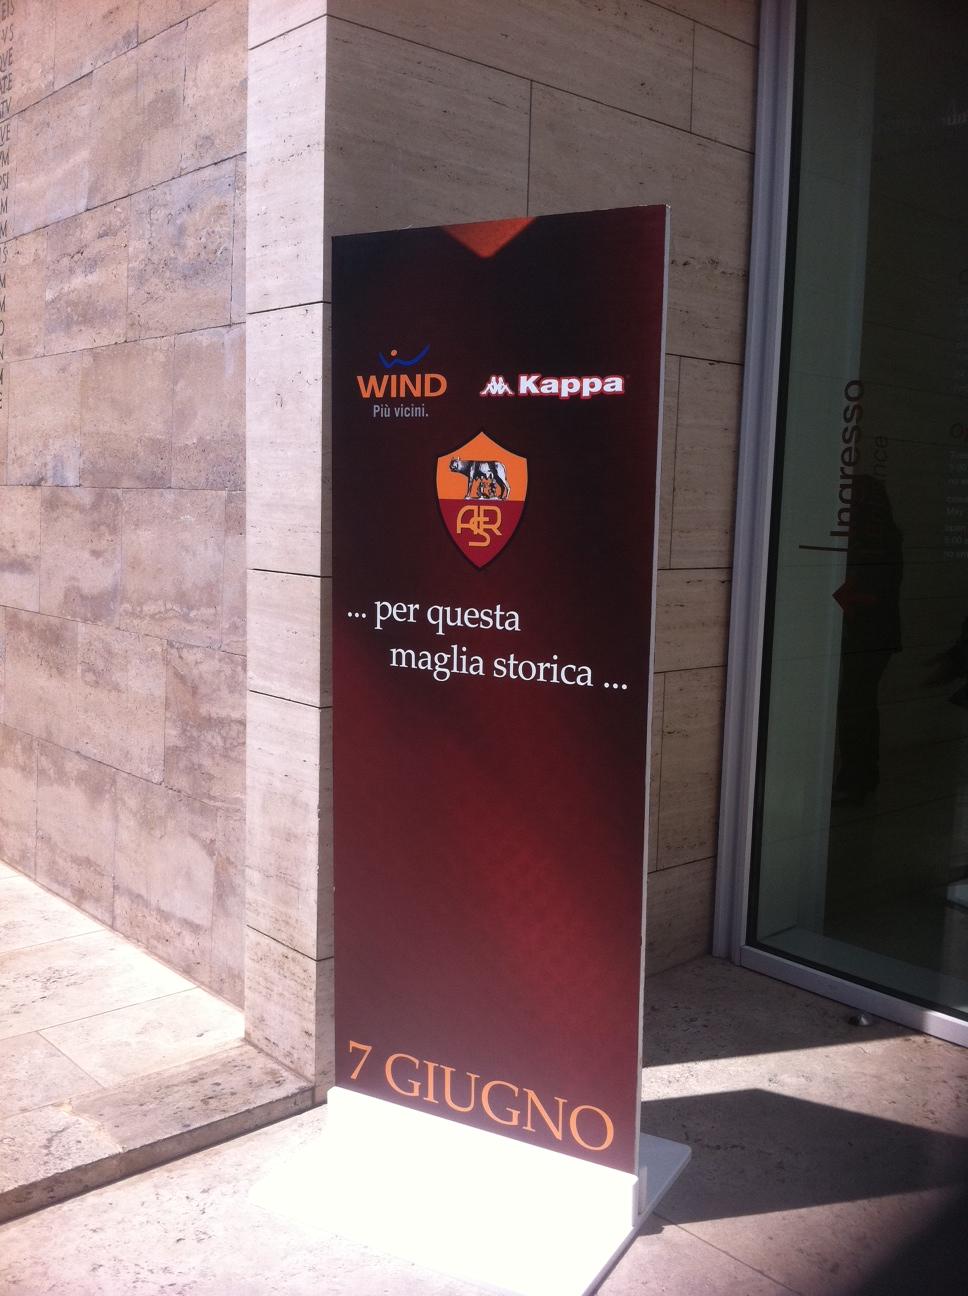 WIND
Più vicini.
Kappa
ASR
... per questa
maglia storica ...
7 GIUGNO
Ingresso